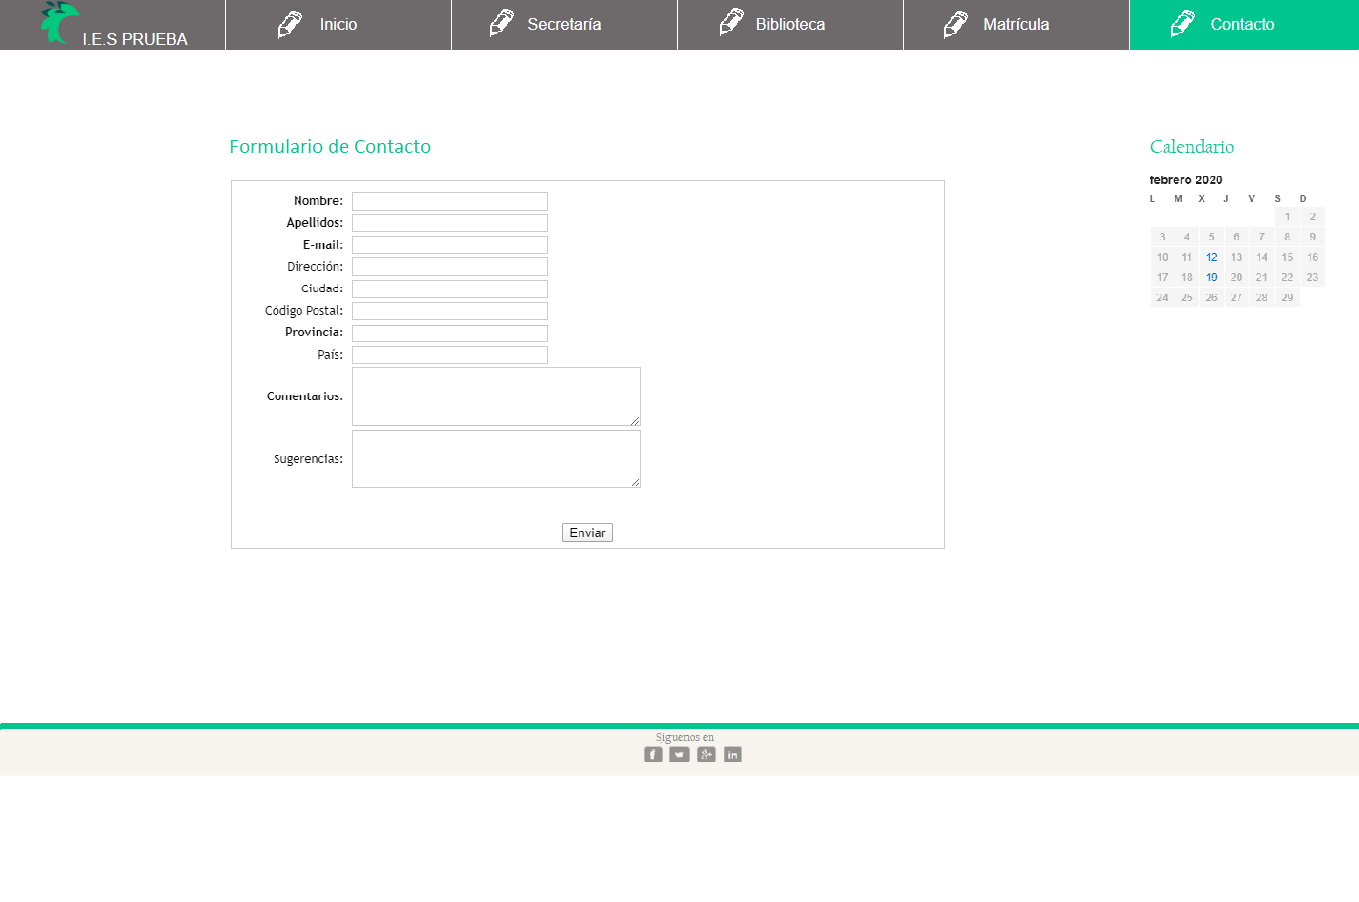 I.E.S PRUEBA
Inicio
Secretaría
Biblioteca
Matrícula
Contacto
Formulario de Contacto
Nombre:
Apellidos:
E-mail:
Dirección:
Ciudad:
Código Postal:
Provincia:
País:
Comentarios:
Sugerencias:
Enviar
Calendario
febrero 2020
L M X J V S D
1 2
3 4 5 6 7 8 9
10 11 12 13 14 15 16
17 18 19 20 21 22 23
24 25 26 27 28 29
Síguenos en